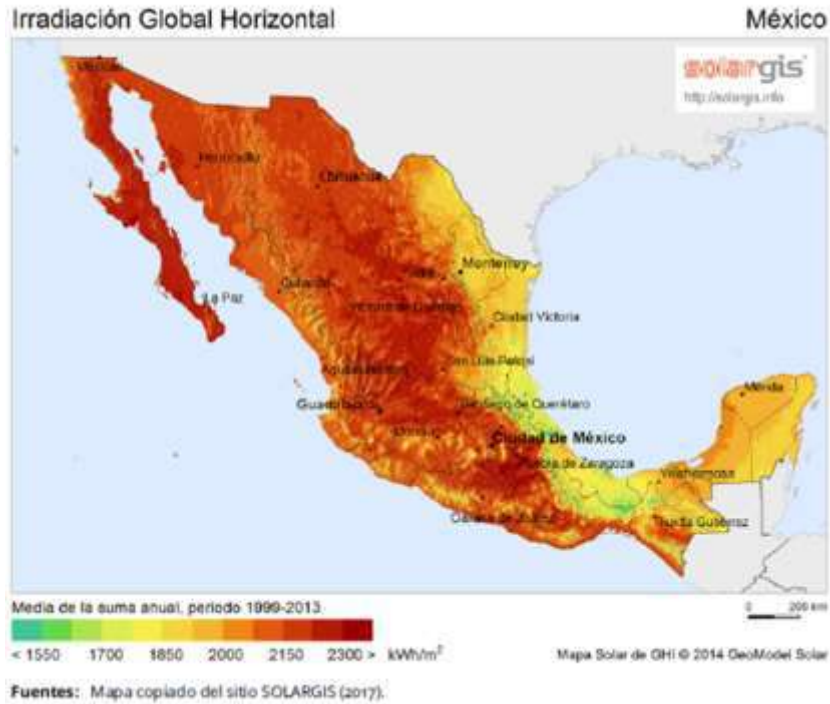 Irradiación Global Horizontal México
solargis
http://solargis.info
Hermosillo
Chihuahua
Monterrey
Culiacán
La Paz
Ciudad Victoria
San Luis Potosí
Mérida
Guadalajara
Santiago de Querétaro
Ciudad de México
Puebla de Zaragoza
Villahermosa
Tuxtla Gutiérrez
Media de la suma anual, periodo 1999-2013
0 200 km
< 1550 1700 1850 2000 2150 2300 > kWh/m²
Mapa Solar de GHI © 2014 GeoModel Solar
Fuentes: Mapa copiado del sitio SOLARGIS (2017).